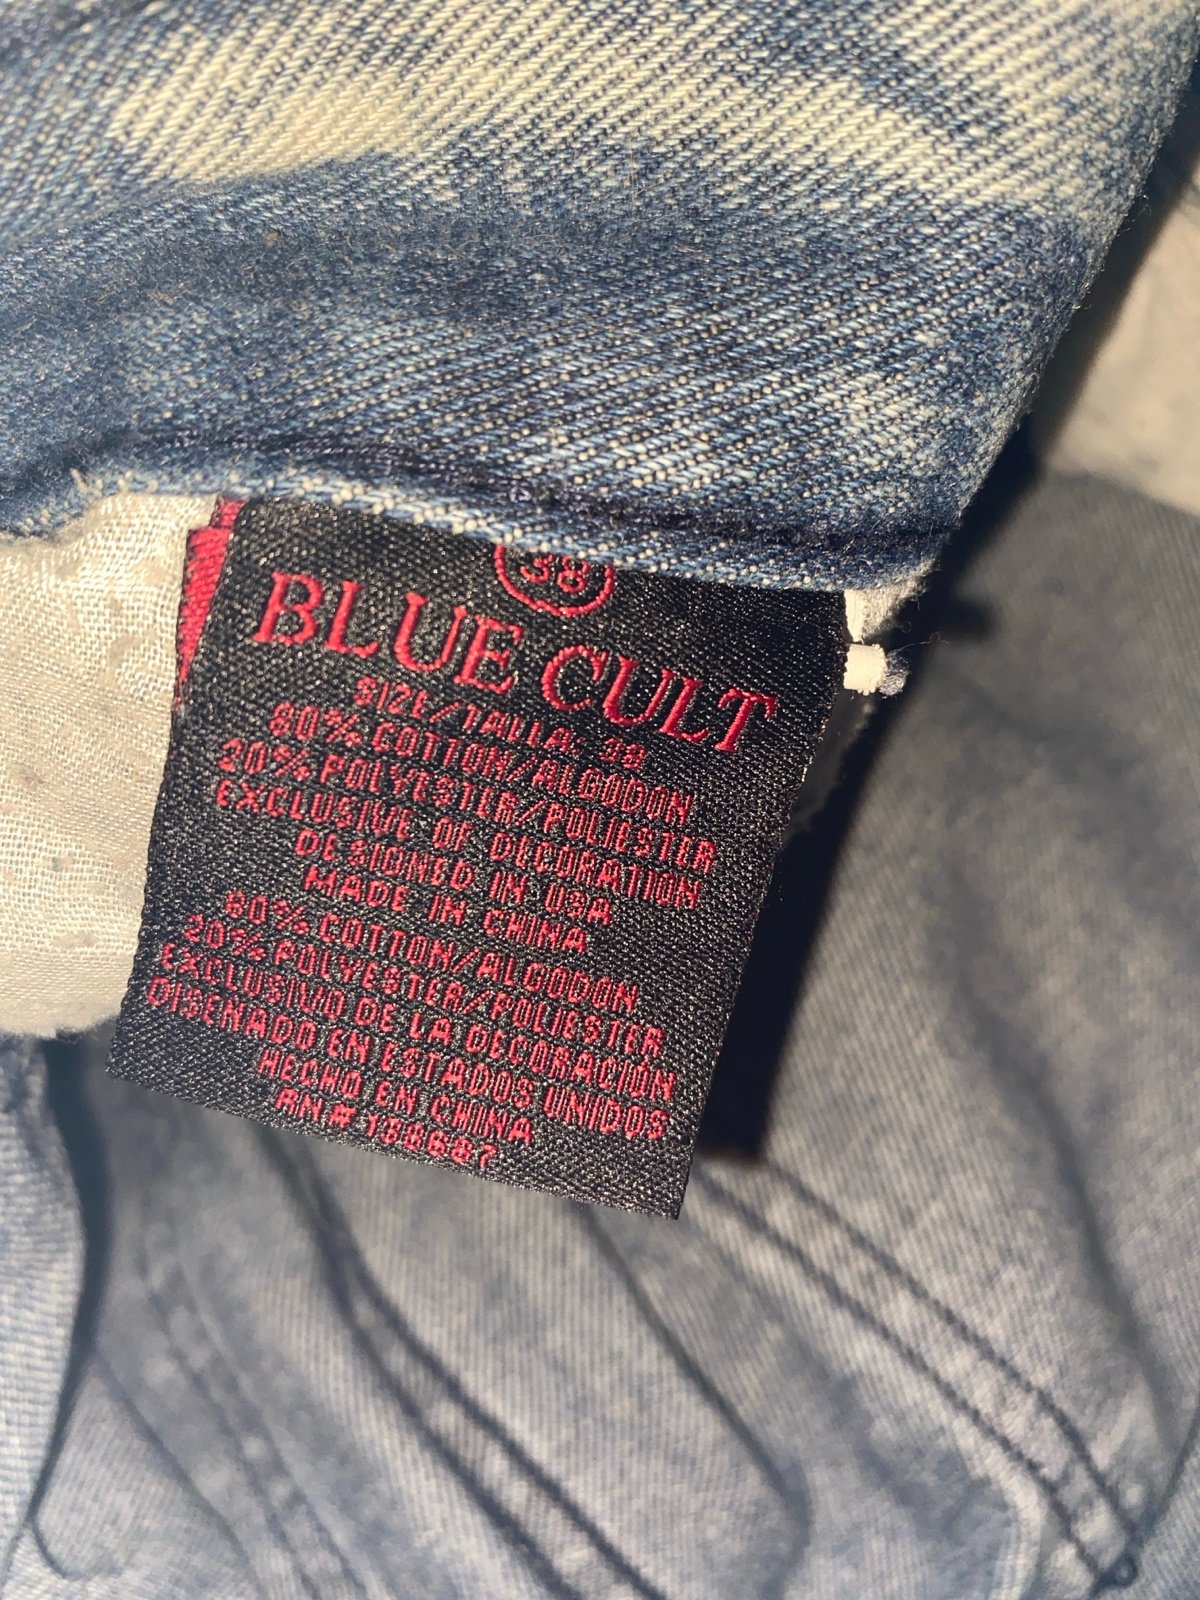 38
BLUE CULT
SIZE/TALLA: 38
80% COTTON/ALGODON
20% POLYESTER/POLIESTER
EXCLUSIVE OF DECORATION
DESIGNED IN USA
MADE IN CHINA
80% COTTON/ALGODON
20% POLYESTER/POLIESTER
EXCLUSIVO DE LA DECORACION
DISENADO EN ESTADOS UNIDOS
HECHO EN CHINA
RN# 158687